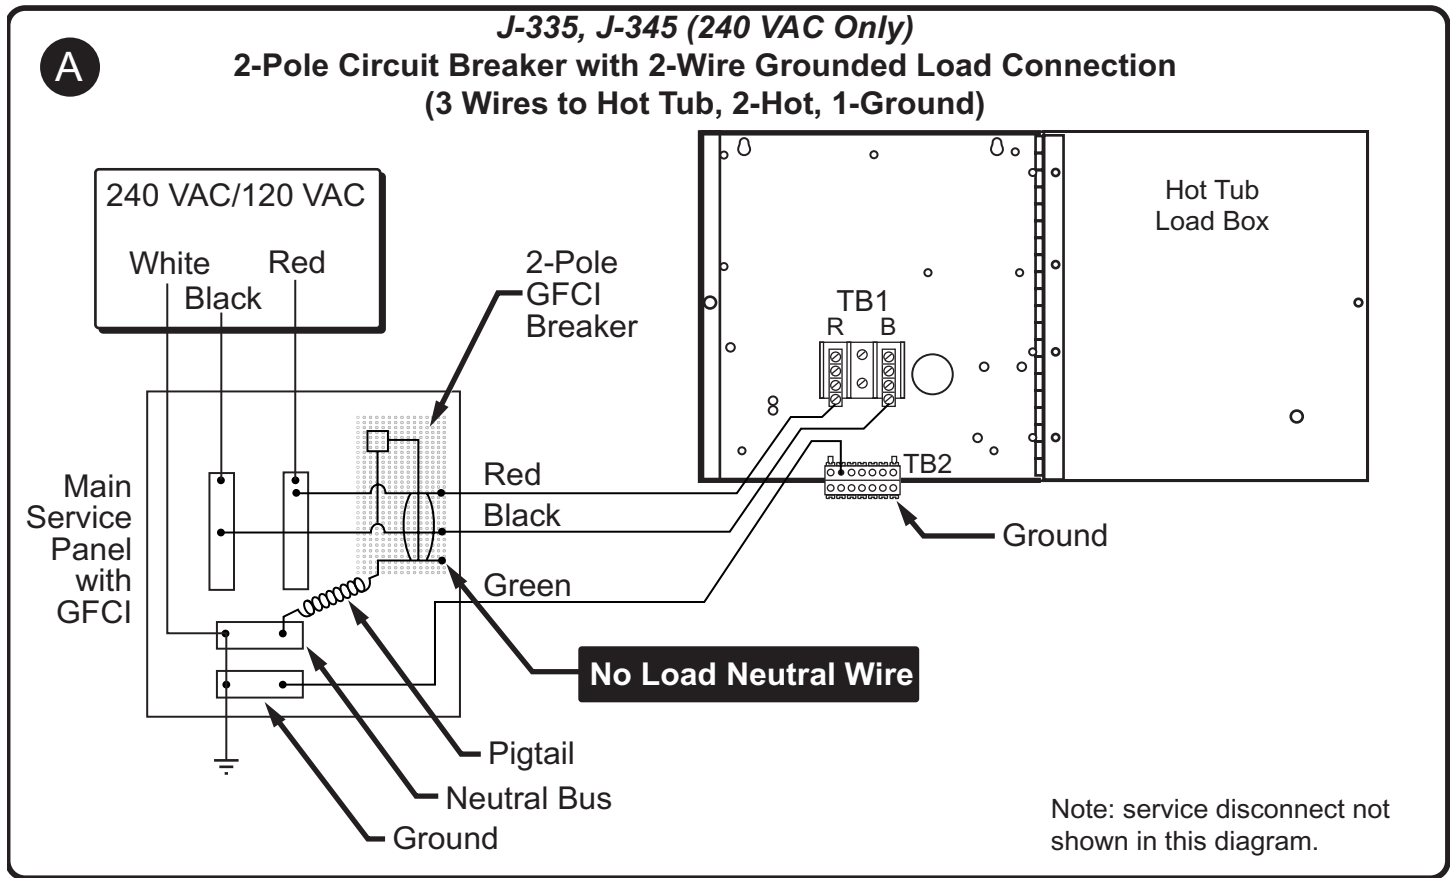 A
J-335, J-345 (240 VAC Only)
2-Pole Circuit Breaker with 2-Wire Grounded Load Connection
(3 Wires to Hot Tub, 2-Hot, 1-Ground)
240 VAC/120 VAC
White
Red
Black
2-Pole
GFCI
Breaker
Hot Tub
Load Box
TB1
R
B
Main
Service
Panel
with
GFCI
Red
Black
Green
TB2
Ground
No Load Neutral Wire
Pigtail
Neutral Bus
Ground
Note: service disconnect not
shown in this diagram.